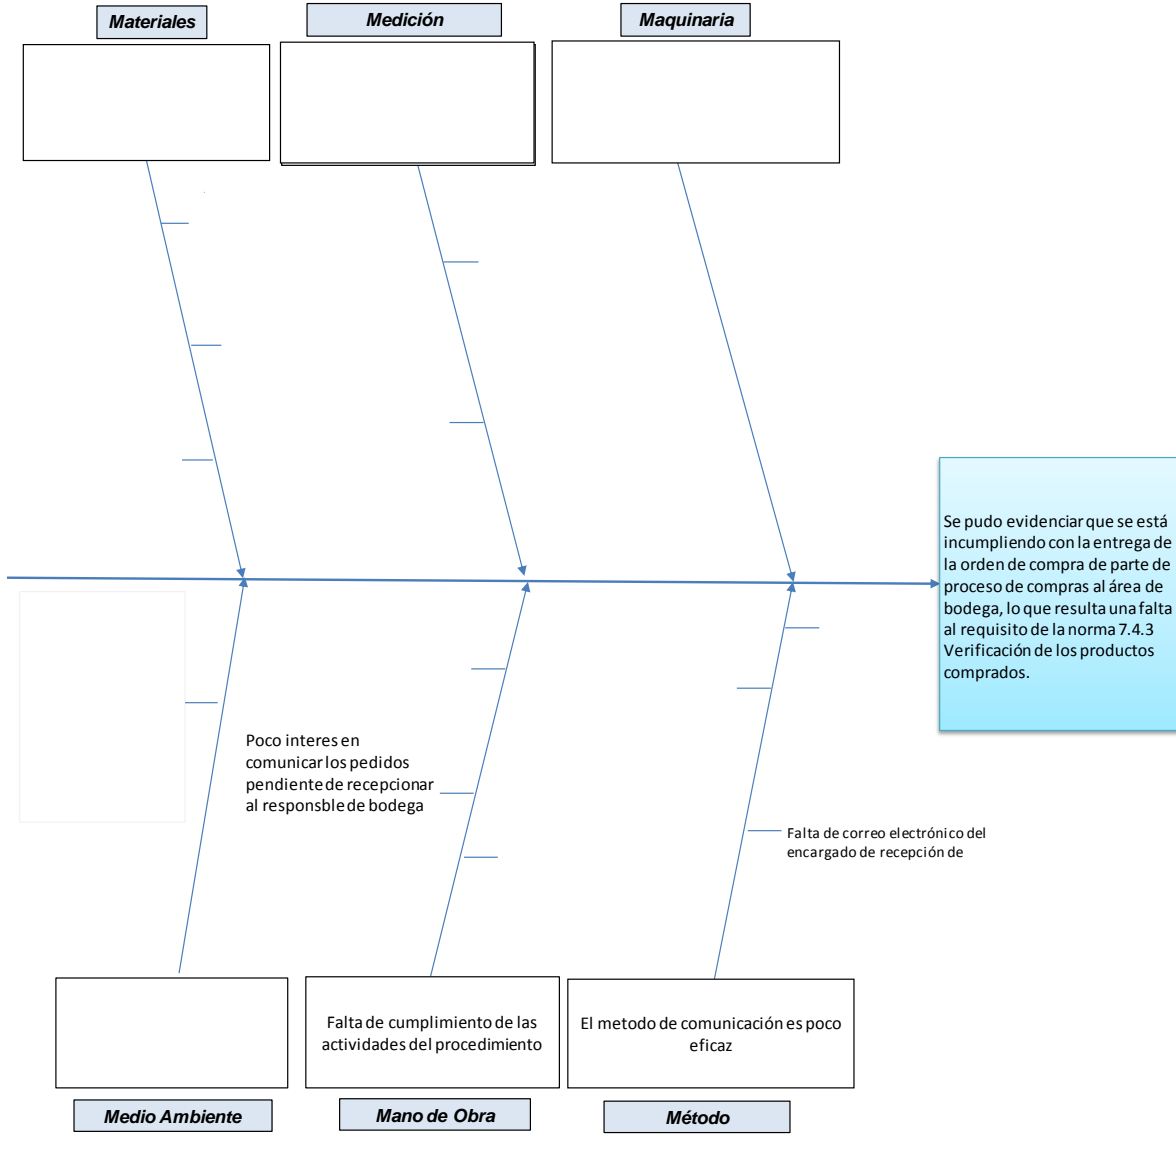 Materiales
Medición
Maquinaria
Se pudo evidenciar que se está
incumpliendo con la entrega de
la orden de compra de parte de
proceso de compras al área de
bodega, lo que resulta una falta
al requisito de la norma 7.4.3
Verificación de los productos
comprados.
Poco interes en
comunicar los pedidos
pendiente de recepcionar
al responsble de bodega
Falta de correo electrónico del
encargado de recepción de
Falta de cumplimiento de las
actividades del procedimiento
El metodo de comunicación es poco
eficaz
Medio Ambiente
Mano de Obra
Método